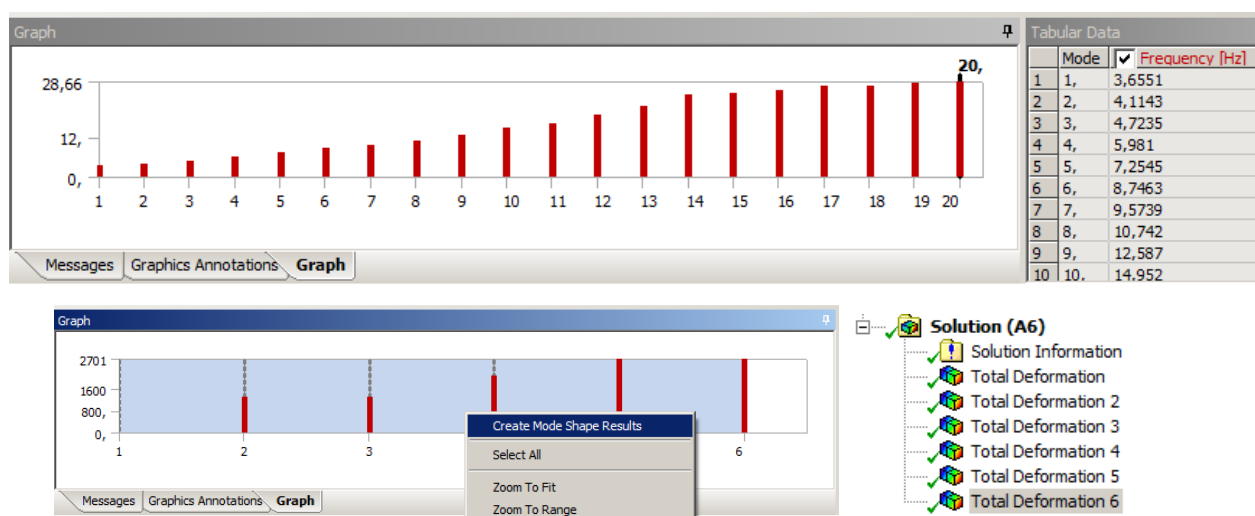 Graph
20,
28,66
12,
0,
1 2 3 4 5 6 7 8 9 10 11 12 13 14 15 16 17 18 19 20
Messages Graphics Annotations Graph
Tabular Data
Mode Frequency [Hz]
1 1, 3,6551
2 2, 4,1143
3 3, 4,7235
4 4, 5,981
5 5, 7,2545
6 6, 8,7463
7 7, 9,5739
8 8, 10,742
9 9, 12,587
10 10, 14,952
Graph
2701
1600
800,
0,
1 2 3 6
Create Mode Shape Results
Select All
Zoom To Fit
Zoom To Range
Messages Graphics Annotations Graph
Solution (A6)
Solution Information
Total Deformation
Total Deformation 2
Total Deformation 3
Total Deformation 4
Total Deformation 5
Total Deformation 6